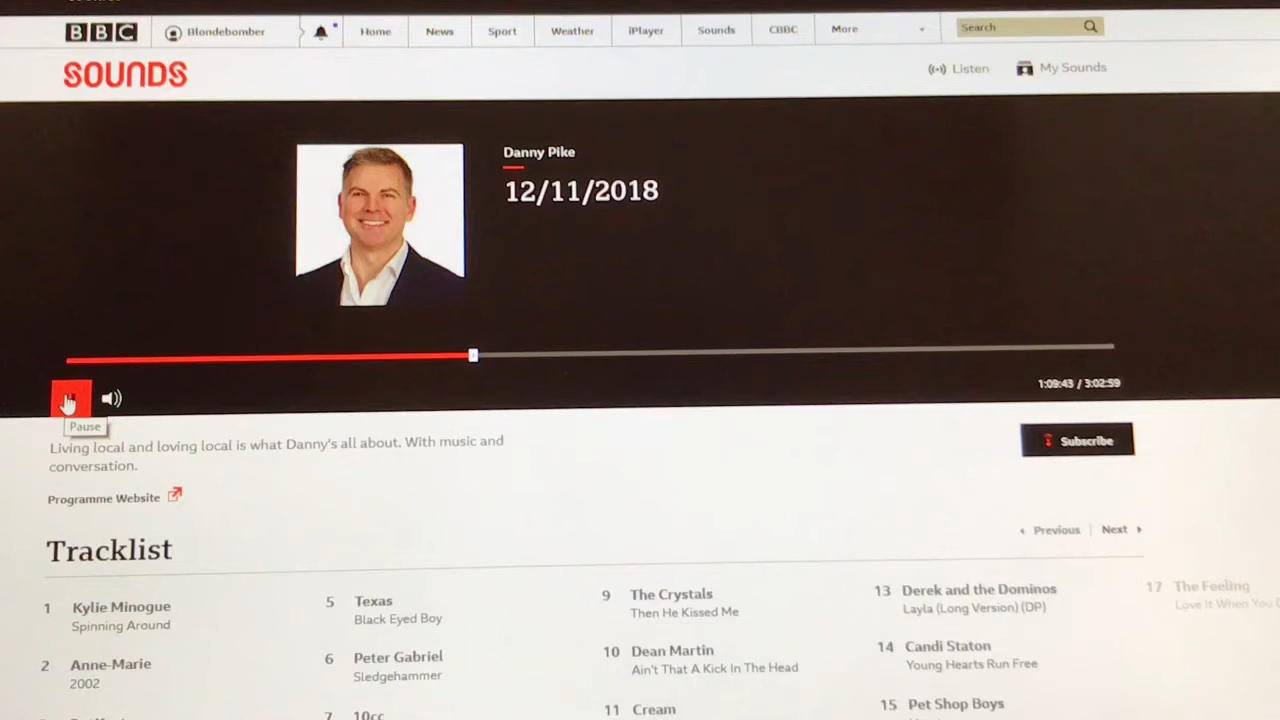 BBC
Blondebomber
Home
News
Sport
Weather
iPlayer
Sounds
CBBC
More
Search
SOUNDS
Listen
My Sounds
Danny Pike
12/11/2018
1:09:43 / 3:02:59
Pause
Living local and loving local is what Danny's all about. With music and
conversation.
Subscribe
Programme Website
Previous
Next
Tracklist
1 Kylie Minogue
Spinning Around
2 Anne-Marie
2002
5 Texas
Black Eyed Boy
6 Peter Gabriel
Sledgehammer
7 10cc
9 The Crystals
Then He Kissed Me
10 Dean Martin
Ain't That A Kick In The Head
11 Cream
13 Derek and the Dominos
Layla (Long Version) (DP)
14 Candi Staton
Young Hearts Run Free
15 Pet Shop Boys
17 The Feeling
Love It When You